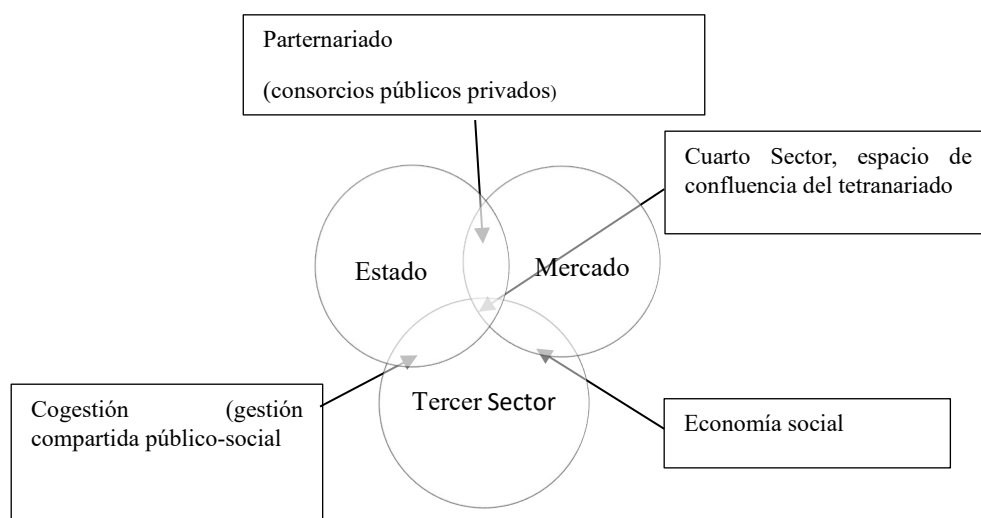 Parternariado
(consorcios públicos privados)
Cuarto Sector, espacio de
confluencia del tetranariado
Estado
Mercado
Cogestión (gestión
compartida público-social
Tercer Sector
Economía social